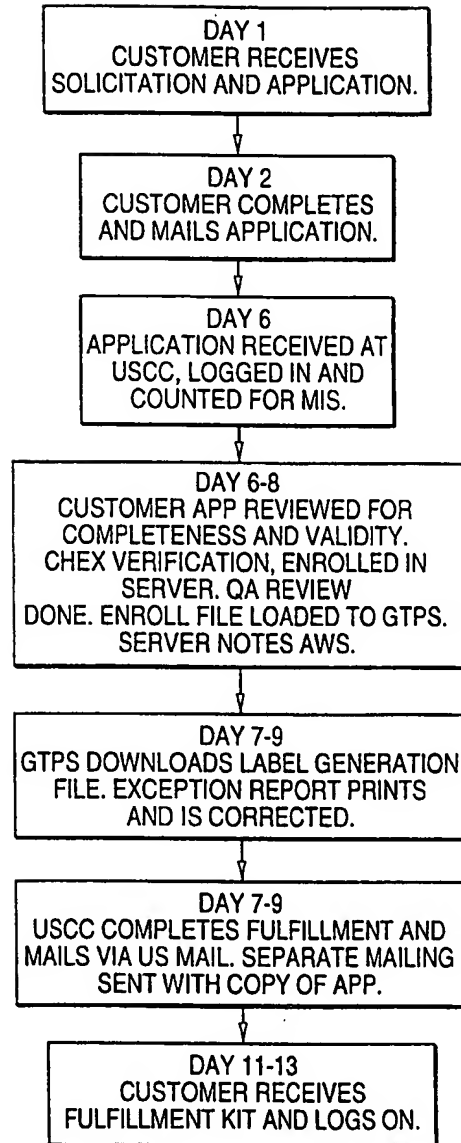 DAY 1
CUSTOMER RECEIVES
SOLICITATION AND APPLICATION.
DAY 2
CUSTOMER COMPLETES
AND MAILS APPLICATION.
DAY 6
APPLICATION RECEIVED AT
USCC, LOGGED IN AND
COUNTED FOR MIS.
DAY 6-8
CUSTOMER APP REVIEWED FOR
COMPLETENESS AND VALIDITY.
CHEX VERIFICATION, ENROLLED IN
SERVER. QA REVIEW
DONE. ENROLL FILE LOADED TO GTPS.
SERVER NOTES AWS.
DAY 7-9
GTPS DOWNLOADS LABEL GENERATION
FILE. EXCEPTION REPORT PRINTS
AND IS CORRECTED.
DAY 7-9
USCC COMPLETES FULFILLMENT AND
MAILS VIA US MAIL. SEPARATE MAILING
SENT WITH COPY OF APP.
DAY 11-13
CUSTOMER RECEIVES
FULFILLMENT KIT AND LOGS ON.